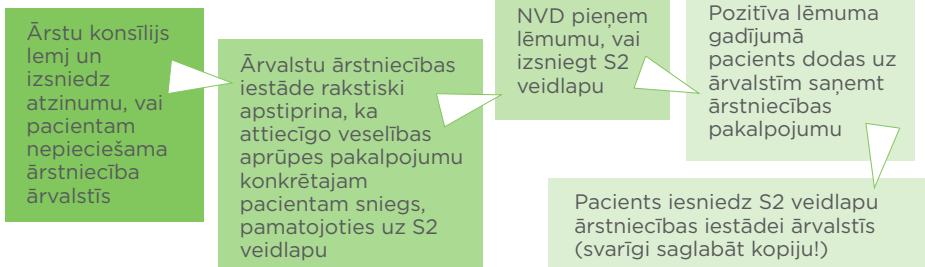 Ārstu konsīlijs
lemj un
izsniedz
atzinumu, vai
pacientam
nepieciešama
ārstniecība
ārvalstīs
Ārvalstu ārstniecības
iestāde rakstiski
apstiprina, ka
attiecīgo veselības
aprūpes pakalpojumu
konkrētajam
pacientam sniegs,
pamatojoties uz S2
veidlapu
NVD pieņem
lēmumu, vai
izsniegt S2
veidlapu
Pozitīva lēmuma
gadījumā
pacients dodas uz
ārvalstīm saņemt
ārstniecības
pakalpojumu
Pacients iesniedz S2 veidlapu
ārstniecības iestādei ārvalstīs
(svarīgi saglabāt kopiju!)